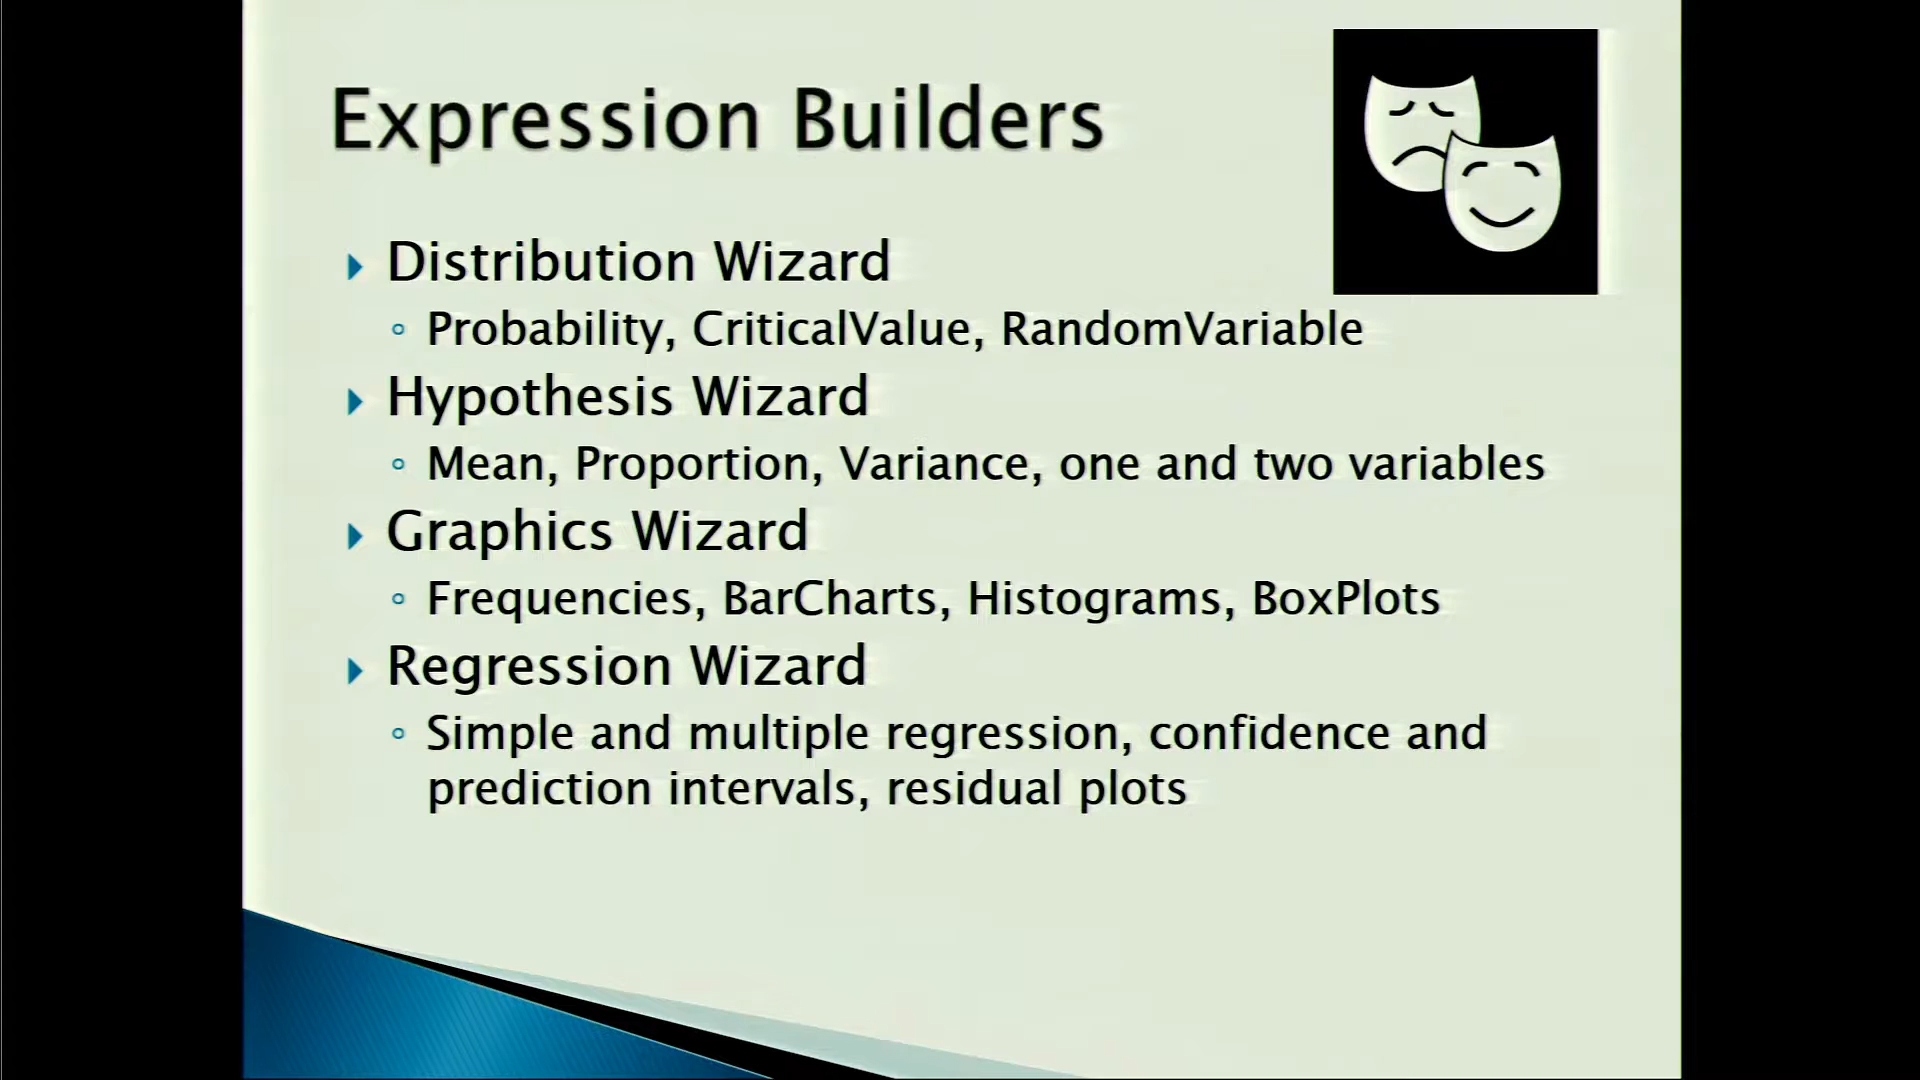 Expression Builders
Distribution Wizard
Probability, CriticalValue, RandomVariable
Hypothesis Wizard
Mean, Proportion, Variance, one and two variables
Graphics Wizard
Frequencies, BarCharts, Histograms, BoxPlots
Regression Wizard
Simple and multiple regression, confidence and
prediction intervals, residual plots